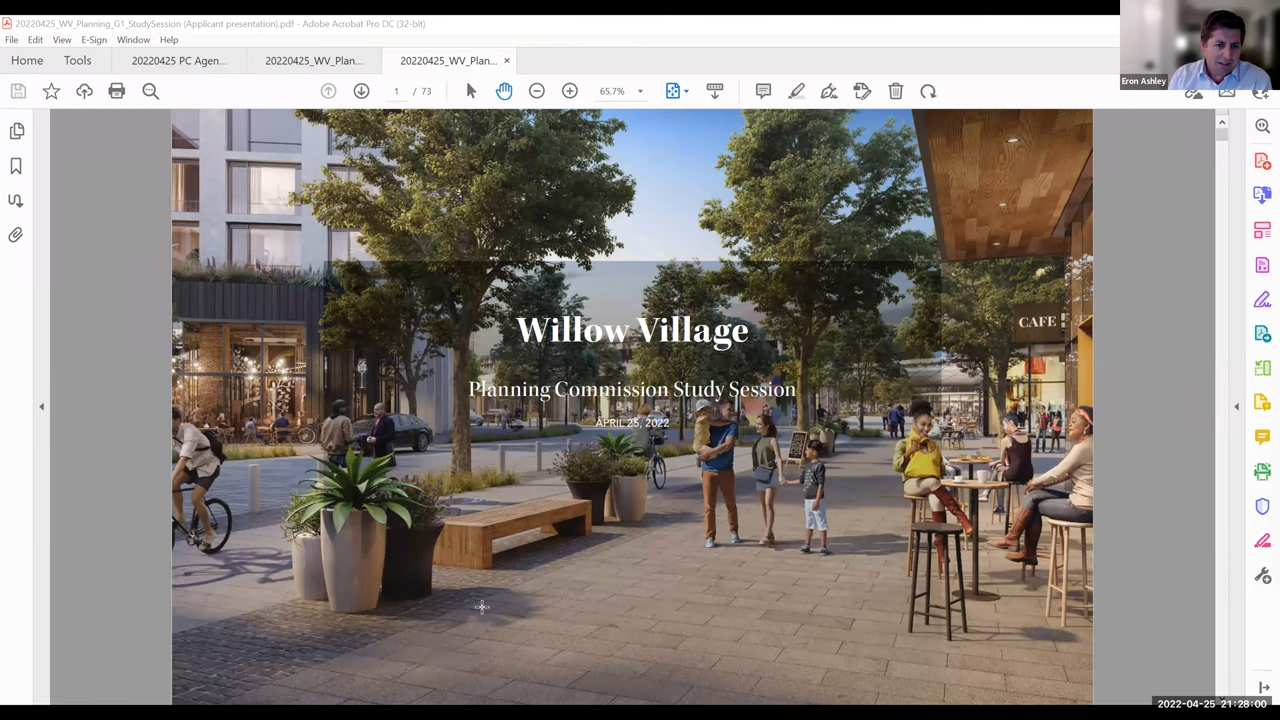 20220425_WV_Planning_G1_StudySession (Applicant presentation).pdf - Adobe Acrobat Pro DC (32-bit)
File Edit View E-Sign Window Help
Home Tools 20220425 PC Agen... 20220425_WV_Plan... 20220425_WV_Plan... ×
1 / 65.7%
Eron Ashley
CAFE
Willow Village
Planning Commission Study Session
APRIL 25, 2022
2022-04-25 21:28:00